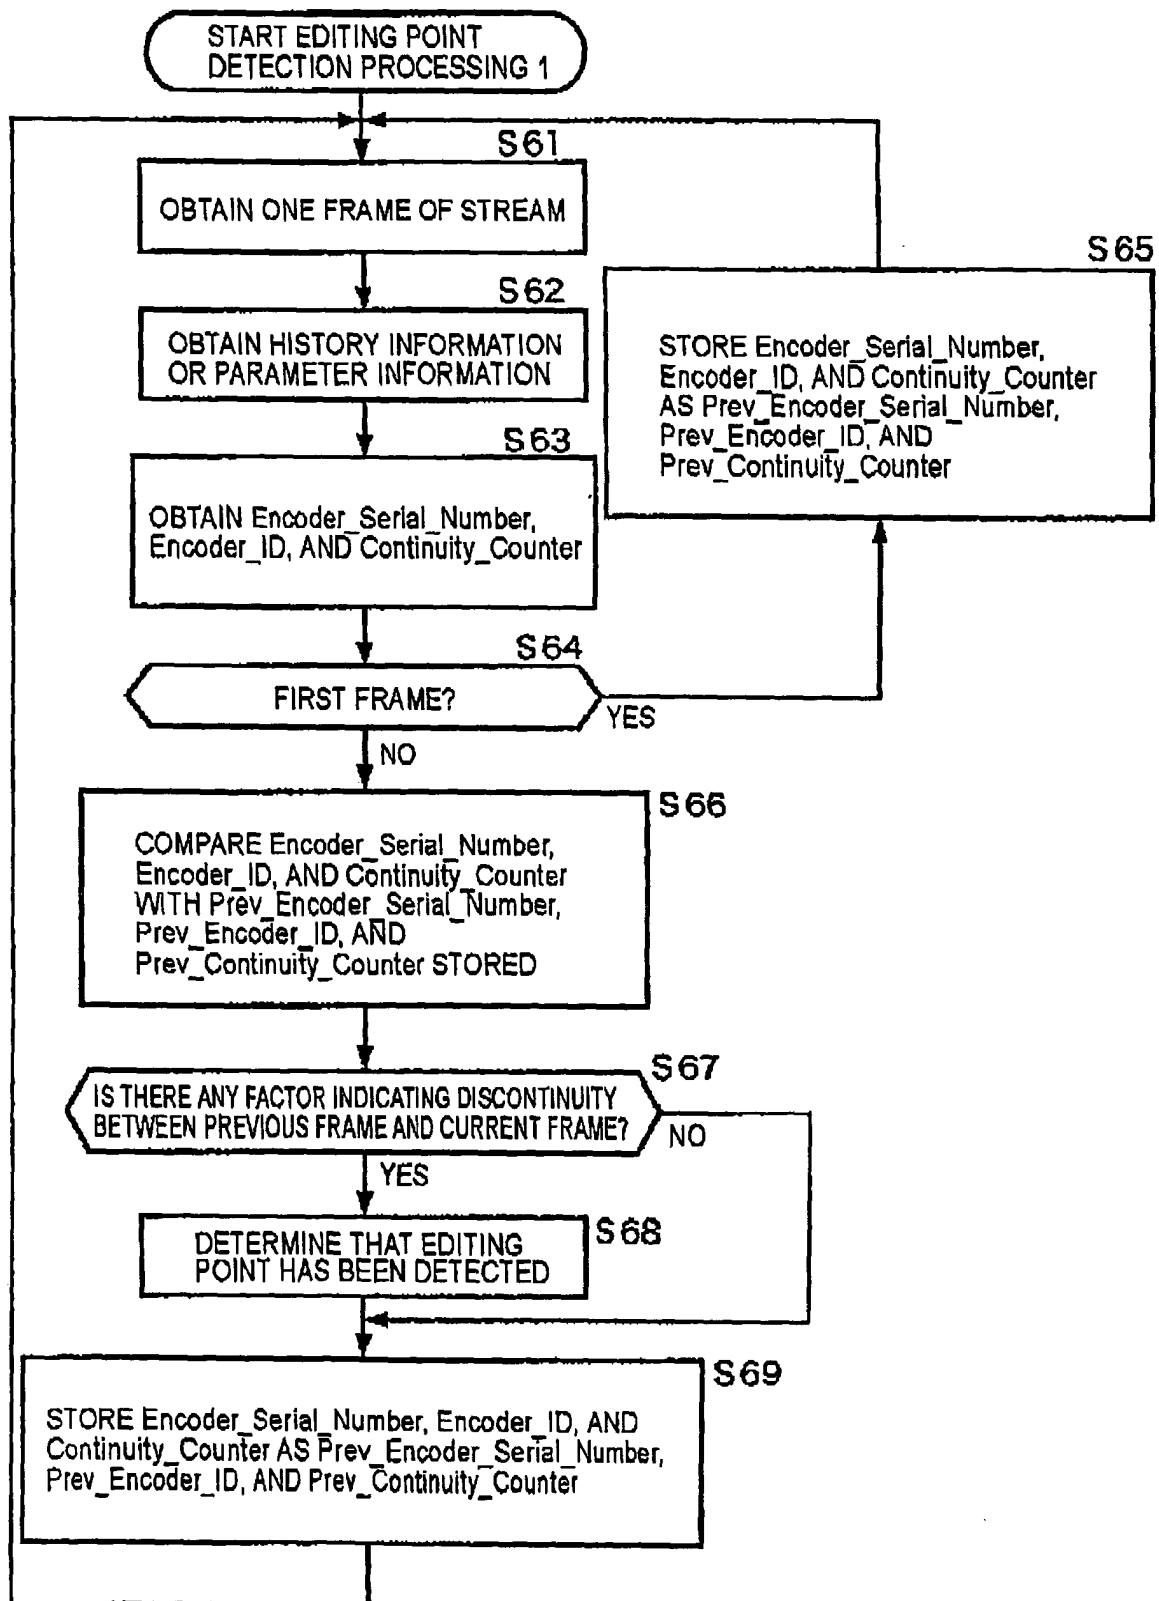 START EDITING POINT
DETECTION PROCESSING 1
S61
OBTAIN ONE FRAME OF STREAM
S62
OBTAIN HISTORY INFORMATION
OR PARAMETER INFORMATION
S63
OBTAIN Encoder_Serial_Number,
Encoder_ID, AND Continuity_Counter
S64
FIRST FRAME?
YES
NO
S65
STORE Encoder_Serial_Number,
Encoder_ID, AND Continuity_Counter
AS Prev_Encoder_Serial_Number,
Prev_Encoder_ID, AND
Prev_Continuity_Counter
S66
COMPARE Encoder_Serial_Number,
Encoder_ID, AND Continuity_Counter
WITH Prev_Encoder_Serial_Number,
Prev_Encoder_ID, AND
Prev_Continuity_Counter STORED
S67
IS THERE ANY FACTOR INDICATING DISCONTINUITY
BETWEEN PREVIOUS FRAME AND CURRENT FRAME?
NO
YES
S68
DETERMINE THAT EDITING
POINT HAS BEEN DETECTED
S69
STORE Encoder_Serial_Number, Encoder_ID, AND
Continuity_Counter AS Prev_Encoder_Serial_Number,
Prev_Encoder_ID, AND Prev_Continuity_Counter